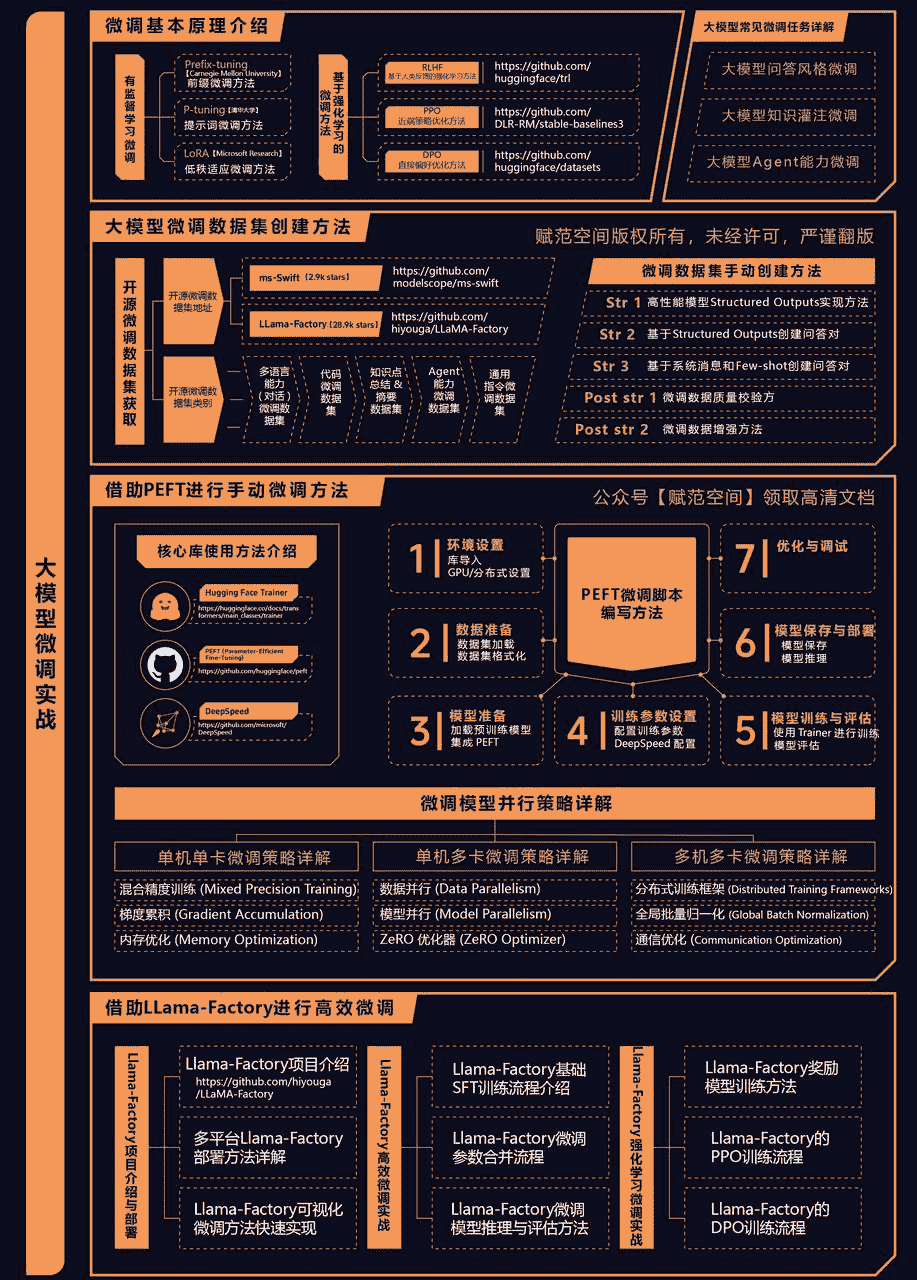 大模型微调实战
微调基本原理介绍
有监督学习微调
Prefix-tuning
【Carnegie Mellon University】
前缀微调方法
P-tuning【清华大学】
提示词微调方法
LoRA【Microsoft Research】
低秩适应微调方法
基于强化学习的
微调方法
RLHF
基于人类反馈的强化学习方法
https://github.com/
huggingface/trl
PPO
近端策略优化方法
https://github.com/
DLR-RM/stable-baselines3
DPO
直接偏好优化方法
https://github.com/
huggingface/datasets
大模型常见微调任务详解
大模型问答风格微调
大模型知识灌注微调
大模型Agent能力微调
大模型微调数据集创建方法
赋范空间版权所有，未经许可，严谨翻版
开源微调数据集获取
开源微调数
据集地址
ms-Swift【2.9k stars】
https://github.com/
modelscope/ms-swift
LLama-Factory【28.9k stars】
https://github.com/
hiyouga/LLaMA-Factory
开源微调数
据集类别
多语言
能力
（对话）
微调数
据集
代码
微调
数据
集
知识点
总结 &
摘要
数据集
Agent
能力
微调
数据集
通用
指令微
调数据
集
微调数据集手动创建方法
Str 1 高性能模型Structured Outputs实现方法
Str 2 基于Structured Outputs创建问答对
Str 3 基于系统消息和Few-shot创建问答对
Post str 1 微调数据质量校验方
Post str 2 微调数据增强方法
借助PEFT进行手动微调方法
公众号【赋范空间】领取高清文档
核心库使用方法介绍
Hugging Face Trainer
https://huggingface.co/docs/trans
formers/main_classes/trainer
PEFT (Parameter-Efficient
Fine-Tuning)
https://github.com/huggingface/peft
DeepSpeed
https://github.com/microsoft/
DeepSpeed
PEFT微调脚本
编写方法
1
环境设置
库导入
GPU/分布式设置
2
数据准备
数据集加载
数据集格式化
3
模型准备
加载预训练模型
集成 PEFT
4
训练参数设置
配置训练参数
DeepSpeed 配置
5
模型训练与评估
使用 Trainer 进行训练
模型评估
6
模型保存与部署
模型保存
模型推理
7
优化与调试
微调模型并行策略详解
单机单卡微调策略详解
混合精度训练 (Mixed Precision Training)
梯度累积 (Gradient Accumulation)
内存优化 (Memory Optimization)
单机多卡微调策略详解
数据并行 (Data Parallelism)
模型并行 (Model Parallelism)
ZeRO 优化器 (ZeRO Optimizer)
多机多卡微调策略详解
分布式训练框架 (Distributed Training Frameworks)
全局批量归一化 (Global Batch Normalization)
通信优化 (Communication Optimization)
借助LLama-Factory进行高效微调
Llama-Factory项目介绍与部署
Llama-Factory项目介绍
https://github.com/hiyouga
/LLaMA-Factory
多平台Llama-Factory
部署方法详解
Llama-Factory可视化
微调方法快速实现
Llama-Factory高效微调实战
Llama-Factory基础
SFT训练流程介绍
Llama-Factory微调
参数合并流程
Llama-Factory微调
模型推理与评估方法
Llama-Factory强化学习微调实战
Llama-Factory奖励
模型训练方法
Llama-Factory的
PPO训练流程
Llama-Factory的
DPO训练流程